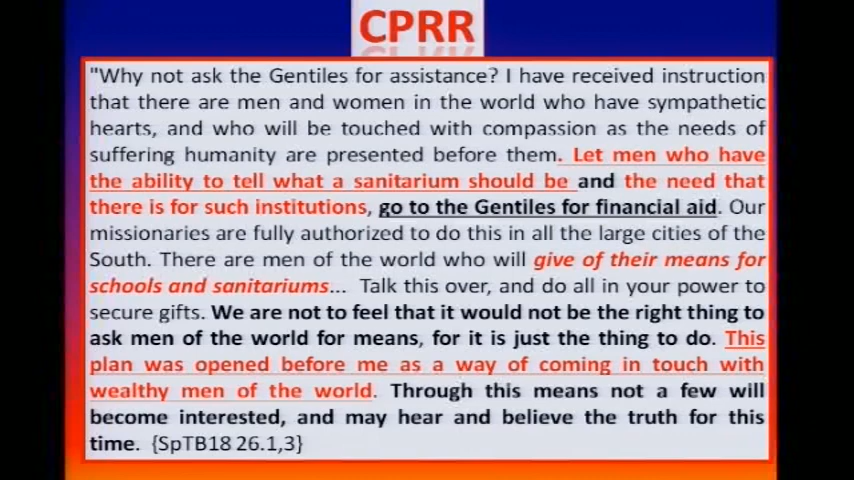 CPRR
"Why not ask the Gentiles for assistance? I have received instruction
that there are men and women in the world who have sympathetic
hearts, and who will be touched with compassion as the needs of
suffering humanity are presented before them. Let men who have
the ability to tell what a sanitarium should be and the need that
there is for such institutions, go to the Gentiles for financial aid. Our
missionaries are fully authorized to do this in all the large cities of the
South. There are men of the world who will give of their means for
schools and sanitariums... Talk this over, and do all in your power to
secure gifts. We are not to feel that it would not be the right thing to
ask men of the world for means, for it is just the thing to do. This
plan was opened before me as a way of coming in touch with
wealthy men of the world. Through this means not a few will
become interested, and may hear and believe the truth for this
time. {SpTB18 26.1,3}